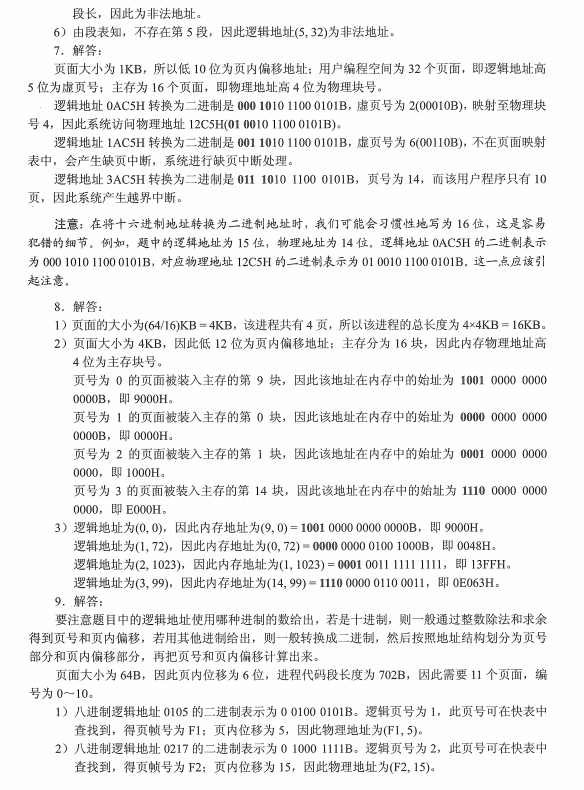 段长，因此为非法地址。
6）由段表知，不存在第 5 段，因此逻辑地址(5, 32)为非法地址。
7．解答：
页面大小为 1KB，所以低 10 位为页内偏移地址；用户编程空间为 32 个页面，即逻辑地址高
5 位为虚页号；主存为 16 个页面，即物理地址高 4 位为物理块号。
逻辑地址 0AC5H 转换为二进制是 000 1010 1100 0101B，虚页号为 2(00010B)，映射至物理块
号 4，因此系统访问物理地址 12C5H(01 0010 1100 0101B)。
逻辑地址 1AC5H 转换为二进制是 001 1010 1100 0101B，虚页号为 6(00110B)，不在页面映射
表中，会产生缺页中断，系统进行缺页中断处理。
逻辑地址 3AC5H 转换为二进制是 011 1010 1100 0101B，页号为 14，而该用户程序只有 10
页，因此系统产生越界中断。
注意：在将十六进制地址转换为二进制地址时，我们可能会习惯性地写为 16 位，这是容易
犯错的细节。例如，题中的逻辑地址为 15 位，物理地址为 14 位。逻辑地址 0AC5H 的二进制表示
为 000 1010 1100 0101B，对应物理地址 12C5H 的二进制表示为 01 0010 1100 0101B。这一点应该引
起注意。
8．解答：
1）页面的大小为(64/16)KB = 4KB，该进程共有 4 页，所以该进程的总长度为 4×4KB = 16KB。
2）页面大小为 4KB，因此低 12 位为页内偏移地址；主存分为 16 块，因此内存物理地址高
4 位为主存块号。
页号为 0 的页面被装入主存的第 9 块，因此该地址在内存中的始址为 1001 0000 0000
0000B，即 9000H。
页号为 1 的页面被装入主存的第 0 块，因此该地址在内存中的始址为 0000 0000 0000
0000B，即 0000H。
页号为 2 的页面被装入主存的第 1 块，因此该地址在内存中的始址为 0001 0000 0000
0000，即 1000H。
页号为 3 的页面被装入主存的第 14 块，因此该地址在内存中的始址为 1110 0000 0000
0000，即 E000H。
3）逻辑地址为(0, 0)，因此内存地址为(9, 0) = 1001 0000 0000 0000B，即 9000H。
逻辑地址为(1, 72)，因此内存地址为(0, 72) = 0000 0000 0100 1000B，即 0048H。
逻辑地址为(2, 1023)，因此内存地址为(1, 1023) = 0001 0011 1111 1111，即 13FFH。
逻辑地址为(3, 99)，因此内存地址为(14, 99) = 1110 0000 0110 0011，即 0E063H。
9．解答：
要注意题目中的逻辑地址使用哪种进制的数给出，若是十进制，则一般通过整数除法和求余
得到页号和页内偏移，若用其他进制给出，则一般转换成二进制，然后按照地址结构划分为页号
部分和页内偏移部分，再把页号和页内偏移计算出来。
页面大小为 64B，因此页内位移为 6 位，进程代码段长度为 702B，因此需要 11 个页面，编
号为 0～10。
1）八进制逻辑地址 0105 的二进制表示为 0 0100 0101B。逻辑页号为 1，此页号可在快表中
查找到，得页帧号为 F1；页内位移为 5，因此物理地址为(F1, 5)。
2）八进制逻辑地址 0217 的二进制表示为 0 1000 1111B。逻辑页号为 2，此页号可在快表中
查找到，得页帧号为 F2；页内位移为 15，因此物理地址为(F2, 15)。